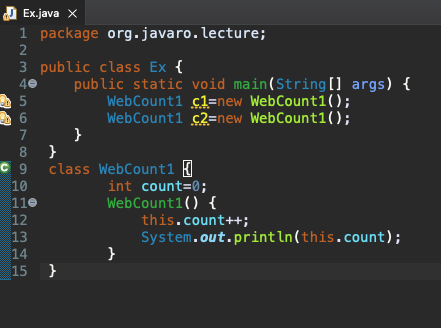 Ex.java
1 package org.javaro.lecture;
2
3 public class Ex {
4 public static void main(String[] args) {
5 WebCount1 c1=new WebCount1();
6 WebCount1 c2=new WebCount1();
7 }
8 }
9 class WebCount1 {
10 int count=0;
11 WebCount1() {
12 this.count++;
13 System.out.println(this.count);
14 }
15 }